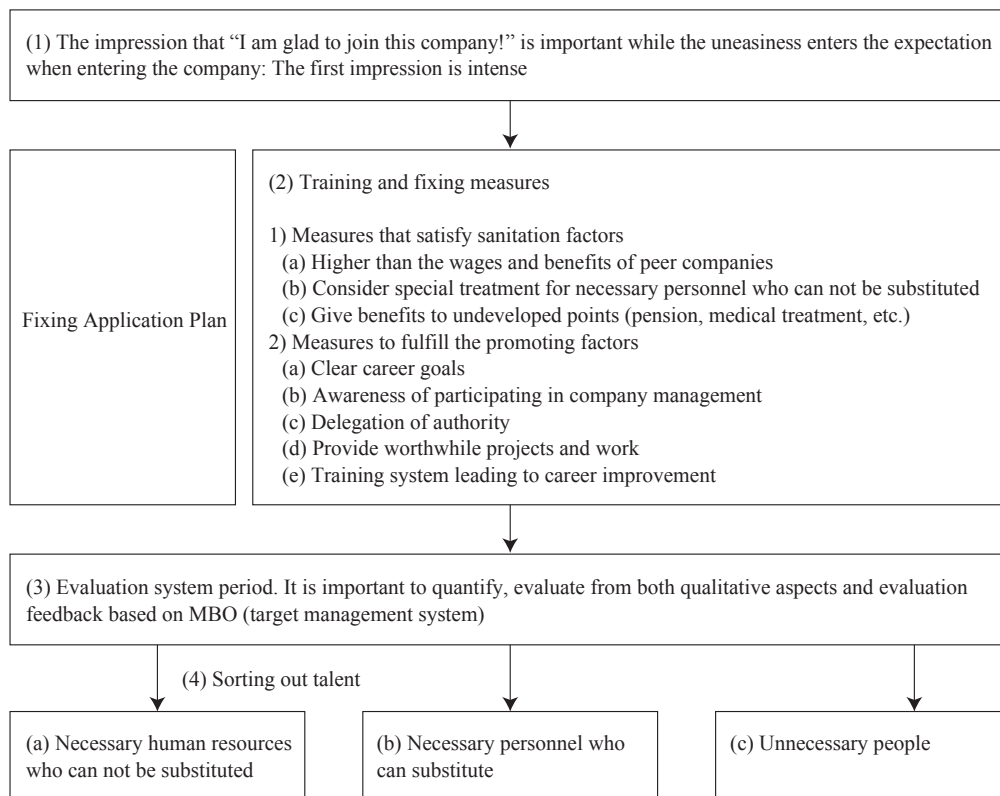 (1) The impression that “I am glad to join this company!” is important while the uneasiness enters the expectation
when entering the company: The first impression is intense
Fixing Application Plan
(2) Training and fixing measures
1) Measures that satisfy sanitation factors
(a) Higher than the wages and benefits of peer companies
(b) Consider special treatment for necessary personnel who can not be substituted
(c) Give benefits to undeveloped points (pension, medical treatment, etc.)
2) Measures to fulfill the promoting factors
(a) Clear career goals
(b) Awareness of participating in company management
(c) Delegation of authority
(d) Provide worthwhile projects and work
(e) Training system leading to career improvement
(3) Evaluation system period. It is important to quantify, evaluate from both qualitative aspects and evaluation
feedback based on MBO (target management system)
(4) Sorting out talent
(a) Necessary human resources
who can not be substituted
(b) Necessary personnel who
can substitute
(c) Unnecessary people